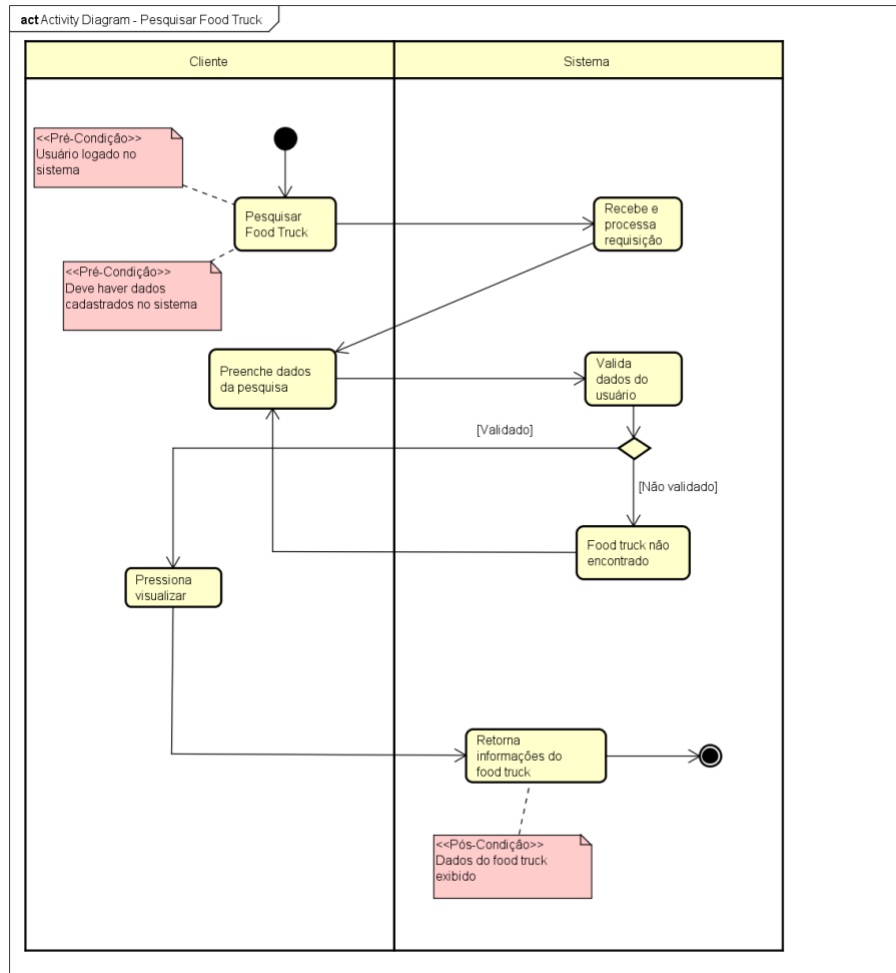 act Activity Diagram - Pesquisar Food Truck
Cliente
Sistema
<<Pré-Condição>>
Usuário logado no
sistema
Pesquisar
Food Truck
Recebe e
processa
requisição
<<Pré-Condição>>
Deve haver dados
cadastrados no sistema
Preenche dados
da pesquisa
Valida
dados do
usuário
[Validado]
[Não validado]
Food truck não
encontrado
Pressiona
visualizar
Retorna
informações do
food truck
<<Pós-Condição>>
Dados do food truck
exibido